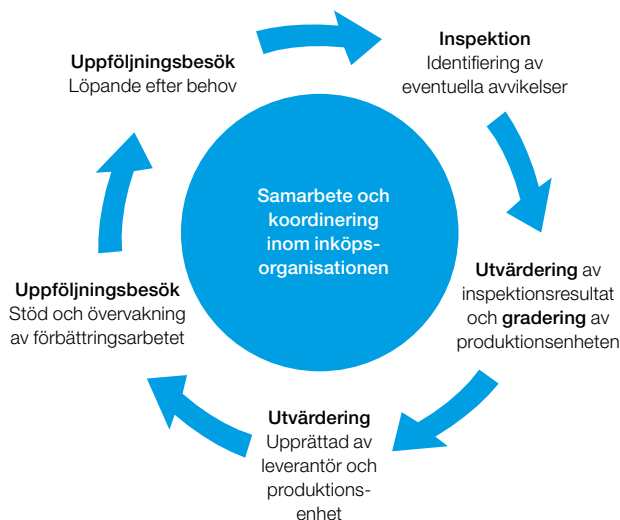 Uppföljningsbesök
Löpande efter behov
Inspektion
Identifiering av
eventuella avvikelser
Utvärdering av
inspektionsresultat
och gradering av
produktionsenheten
Utvärdering
Upprättad av
leverantör och
produktions-
enhet
Uppföljningsbesök
Stöd och övervakning
av förbättringsarbetet
Samarbete och
koordinering
inom inköps-
organisationen